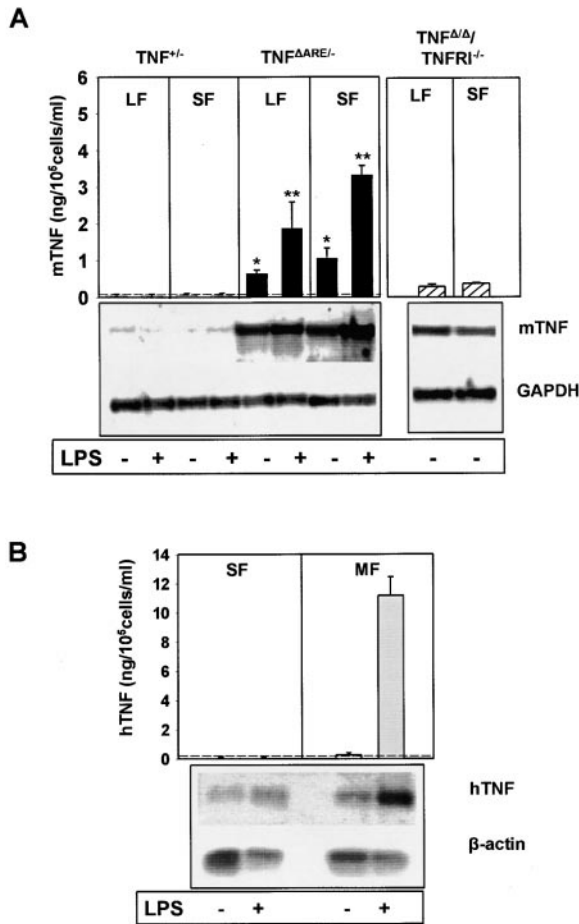 A
TNF+/- TNFΔARE/- TNFΔ/Δ/ TNFRI-/-
LF SF LF SF LF SF
mTNF (ng/10⁶cells/ml)
6
5
4
3
2
1
0
* ** * **
mTNF
GAPDH
LPS - + - + - + - + - -
B
SF MF
hTNF (ng/10⁶cells/ml)
14
12
10
8
6
4
2
0
hTNF
β-actin
LPS - + - +